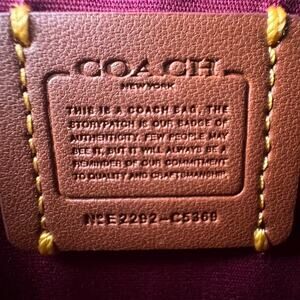 COACH
NEW YORK
THIS IS A COACH BAG. THE
STORYPATCH IS OUR BADGE OF
AUTHENTICITY. FEW PEOPLE MAY
SEE IT, BUT IT WILL ALWAYS BE A
REMINDER OF OUR COMMITMENT
TO QUALITY AND CRAFTSMANSHIP.
NoE2292-C5369